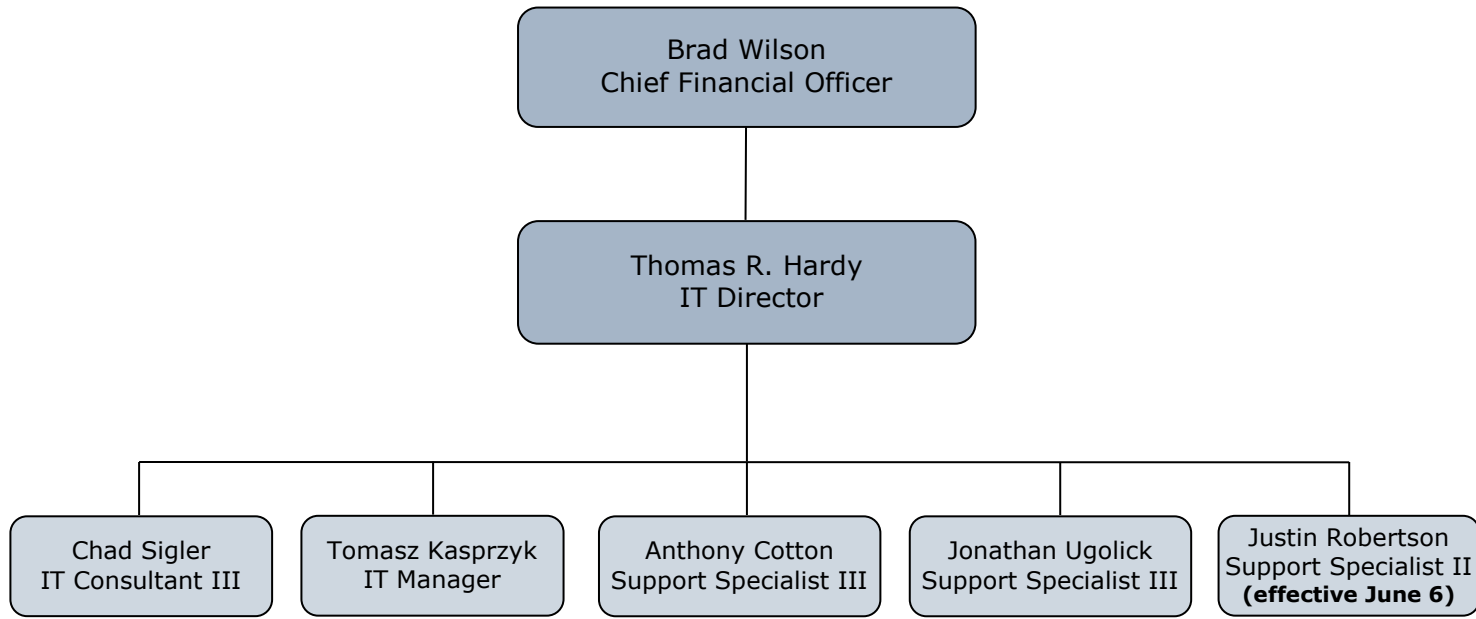 Brad Wilson
Chief Financial Officer
Thomas R. Hardy
IT Director
Chad Sigler
IT Consultant III
Tomasz Kasprzyk
IT Manager
Anthony Cotton
Support Specialist III
Jonathan Ugolick
Support Specialist III
Justin Robertson
Support Specialist II
(effective June 6)